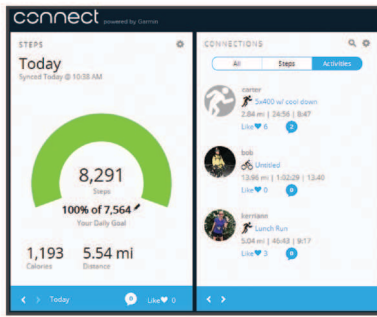 connect powered by Garmin
STEPS
Today
Synced Today @ 10:38 AM
8,291
Steps
100% of 7,564
Your Daily Goal
1,193
Calories
5.54 mi
Distance
Today
0
Like 0
CONNECTIONS
All
Steps
Activities
carter
5x400 w/ cool down
2.84 mi | 24:56 | 8:47
Like 6
2
bob
Untitled
13.96 mi | 1:02:29 | 13.40
Like 0
0
kerriane
Lunch Run
5.04 mi | 46:43 | 9:17
Like 3
0